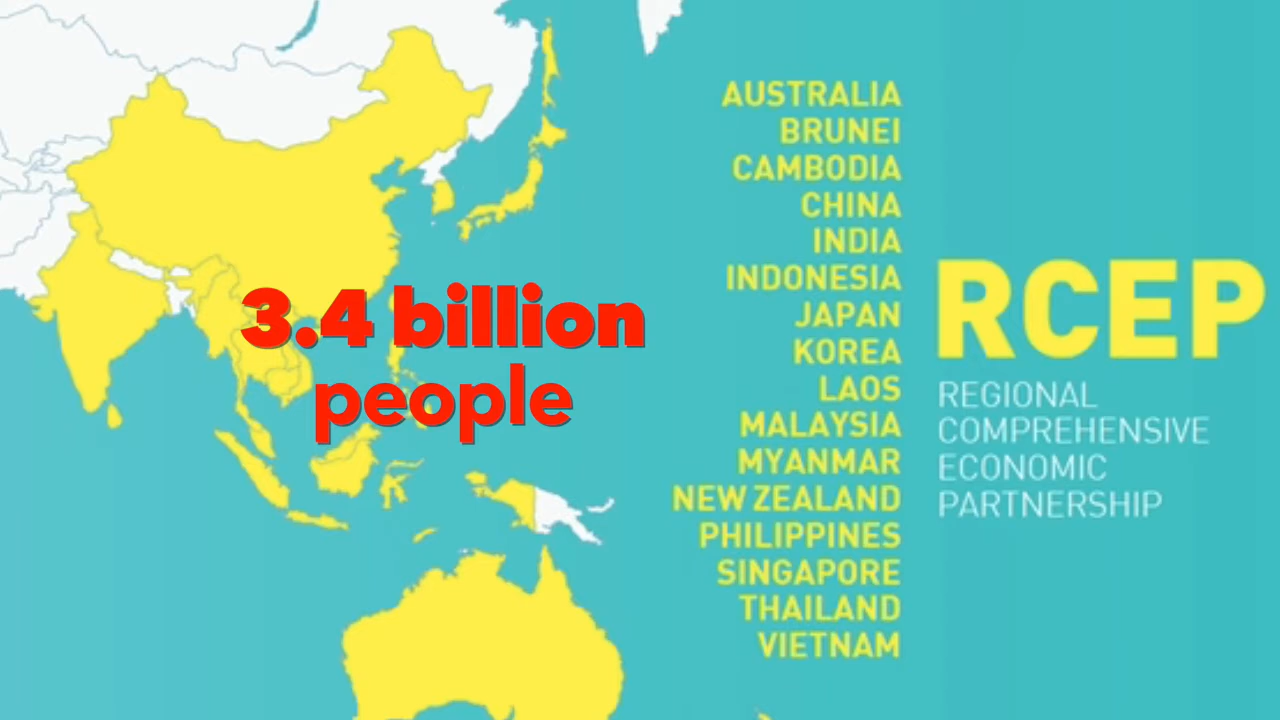 3.4 billion
people
AUSTRALIA
BRUNEI
CAMBODIA
CHINA
INDIA
INDONESIA
JAPAN
KOREA
LAOS
MALAYSIA
MYANMAR
NEW ZEALAND
PHILIPPINES
SINGAPORE
THAILAND
VIETNAM
RCEP
REGIONAL
COMPREHENSIVE
ECONOMIC
PARTNERSHIP